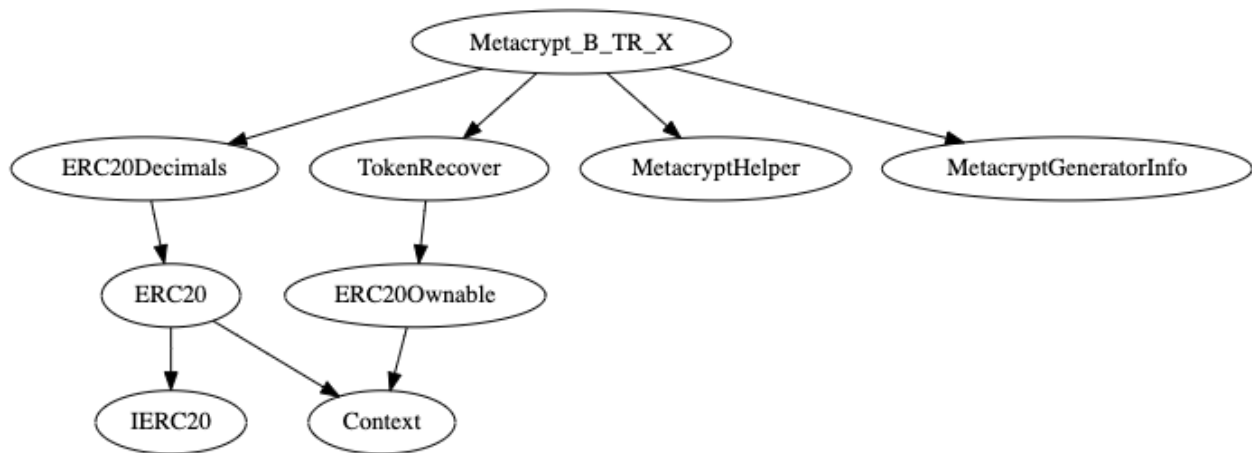 Metacrypt_B_TR_X
ERC20Decimals
TokenRecover
MetacryptHelper
MetacryptGeneratorInfo
ERC20
ERC20Ownable
IERC20
Context